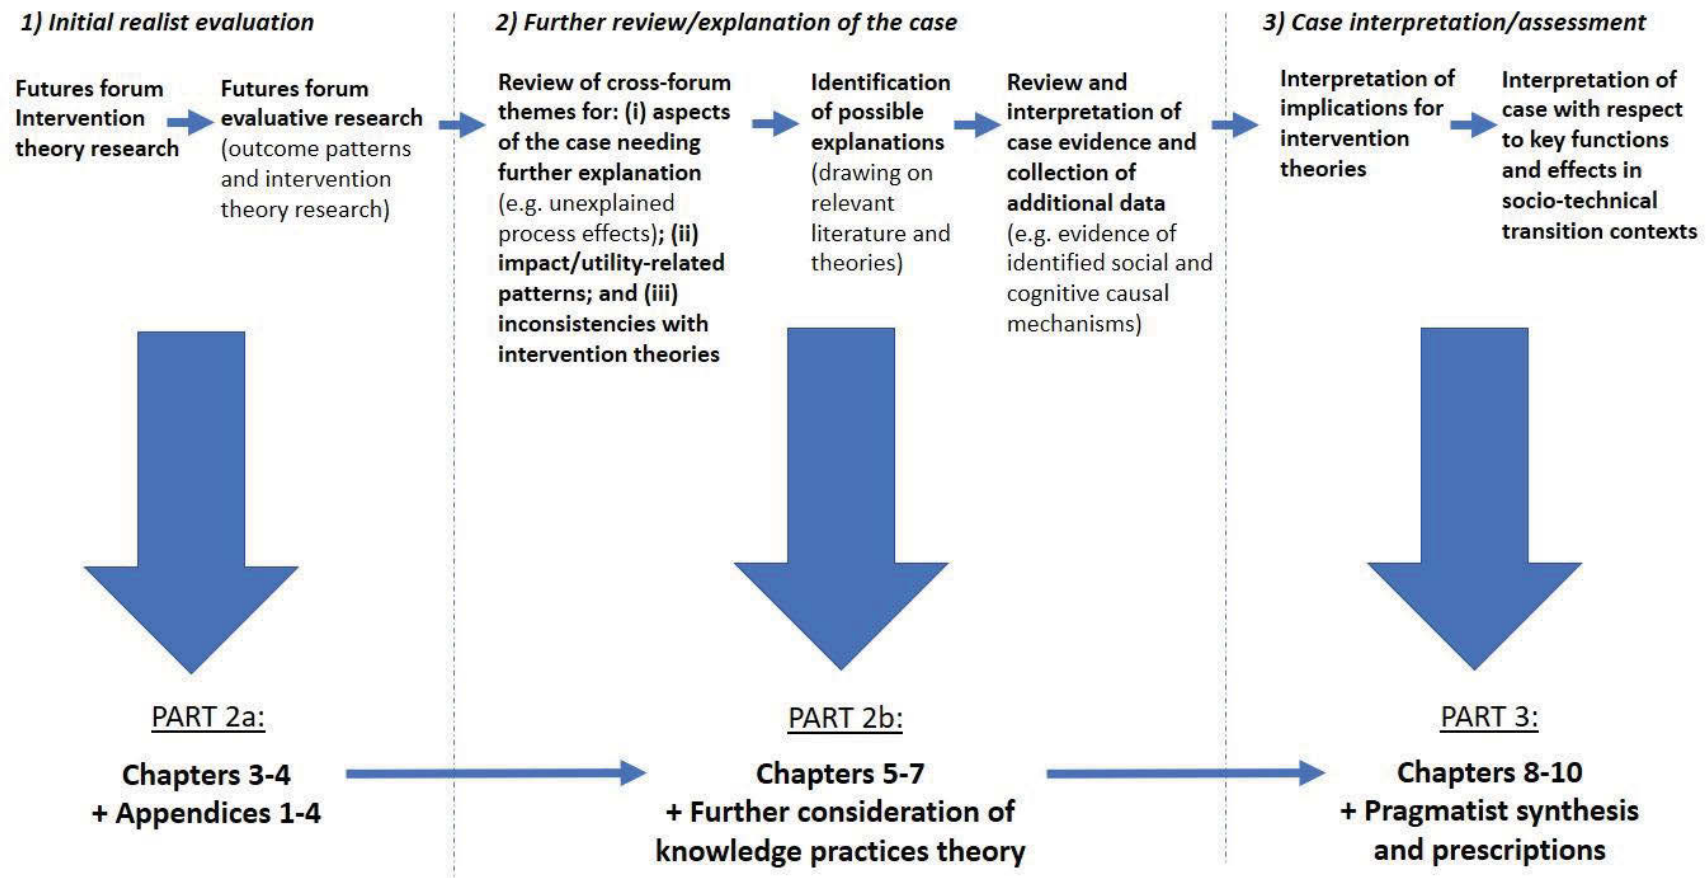 1) Initial realist evaluation
Futures forum
Intervention
theory research
Futures forum
evaluative research
(outcome patterns
and intervention
theory research)
2) Further review/explanation of the case
Review of cross-forum
themes for: (i) aspects
of the case needing
further explanation
(e.g. unexplained
process effects); (ii)
impact/utility-related
patterns; and (iii)
inconsistencies with
intervention theories
Identification
of possible
explanations
(drawing on
relevant
literature and
theories)
Review and
interpretation of
case evidence and
collection of
additional data
(e.g. evidence of
identified social and
cognitive causal
mechanisms)
3) Case interpretation/assessment
Interpretation of
implications for
intervention
theories
Interpretation of
case with respect
to key functions
and effects in
socio-technical
transition contexts
PART 2a:
Chapters 3-4
+ Appendices 1-4
PART 2b:
Chapters 5-7
+ Further consideration of
knowledge practices theory
PART 3:
Chapters 8-10
+ Pragmatist synthesis
and prescriptions